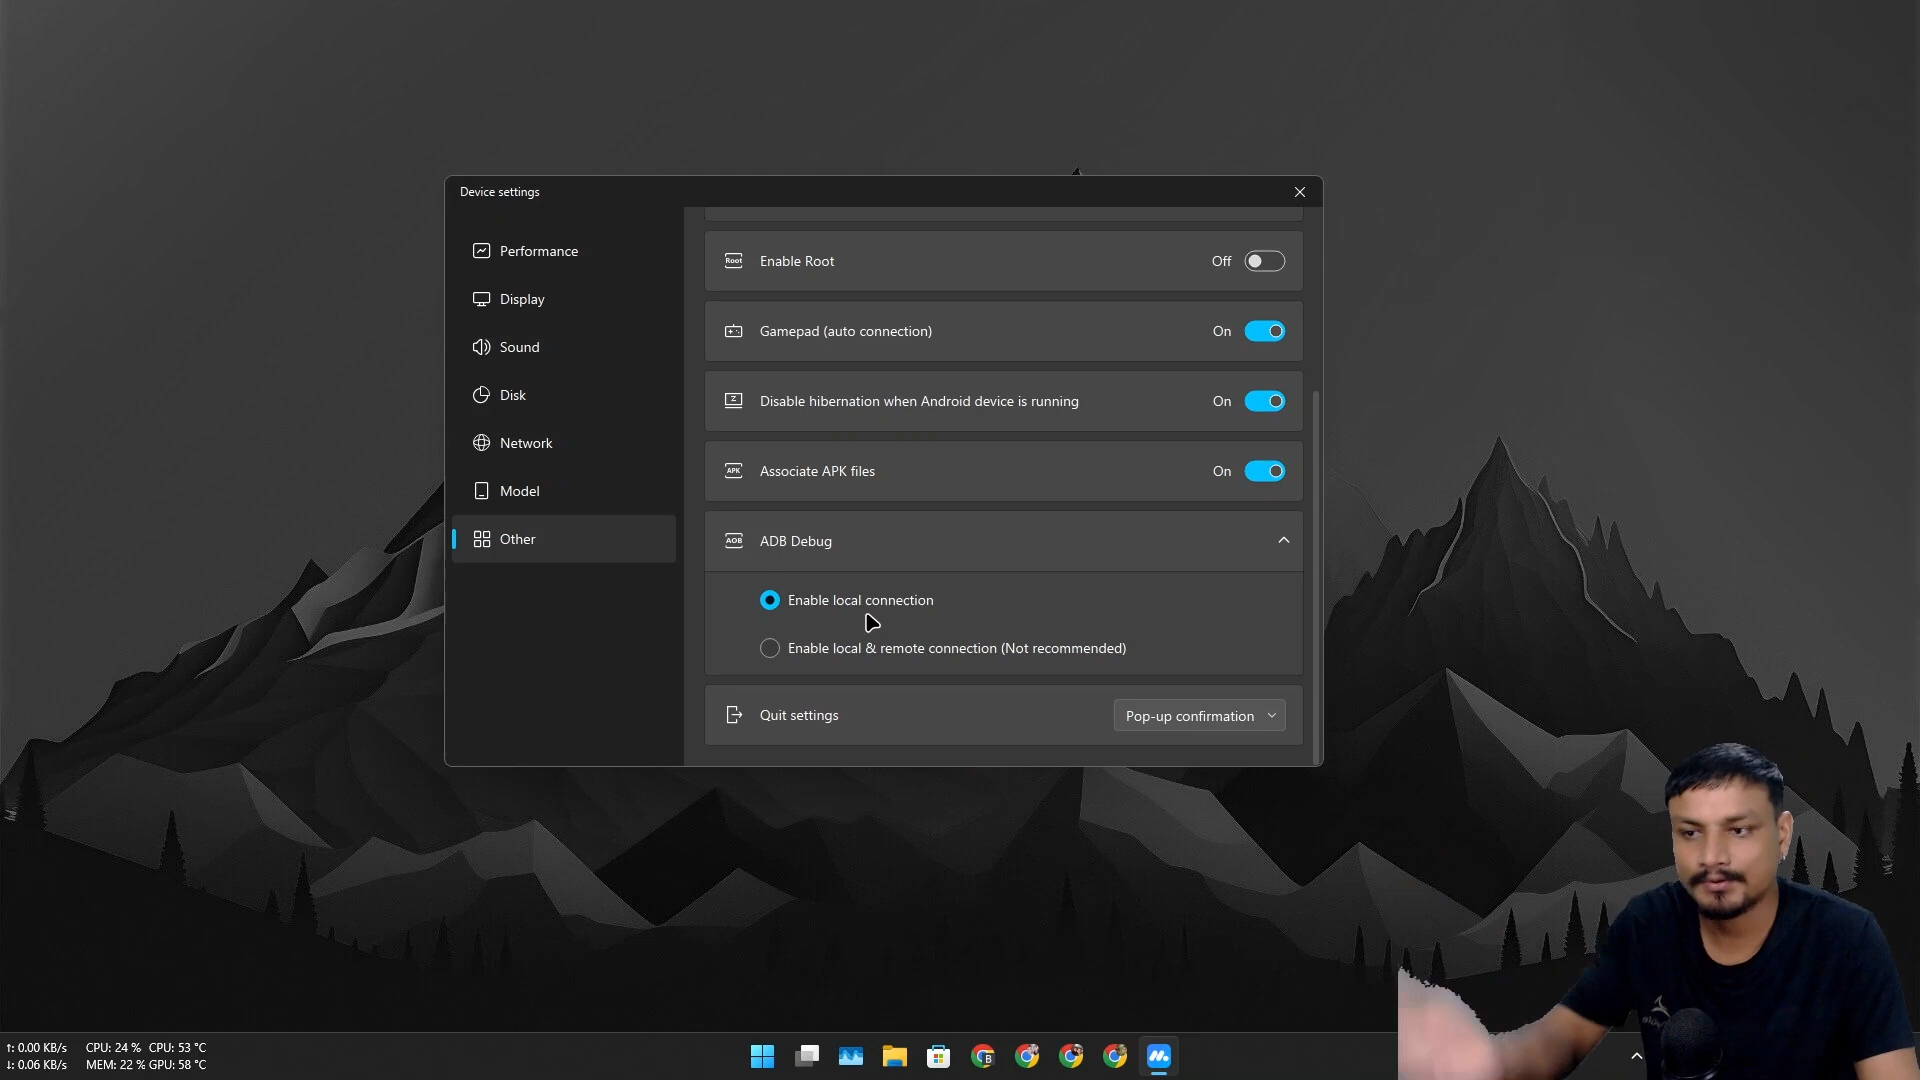 Device settings
Performance
Display
Sound
Disk
Network
Model
Other
Root
Enable Root
Off
Gamepad (auto connection)
On
Z
Disable hibernation when Android device is running
On
APK
Associate APK files
On
ADB Debug
Enable local connection
Enable local & remote connection (Not recommended)
Quit settings
Pop-up confirmation
↑: 0.00 KB/s CPU: 24 % CPU: 53 °C
↓: 0.06 KB/s MEM: 22 % GPU: 58 °C
B